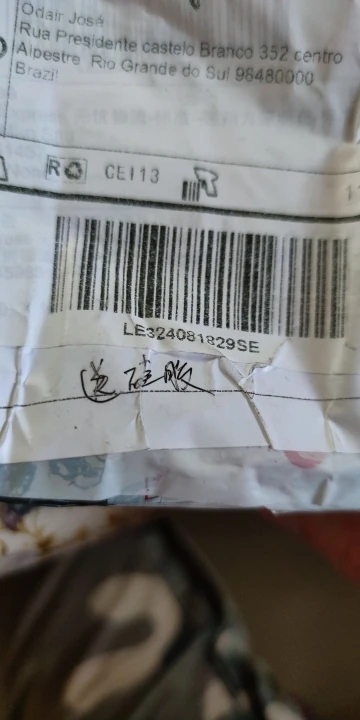 Odair José
Rua Presidente castelo Branco 352 centro
Alpestre Rio Grande do Sul 98480000
Brazil
R CE113
LE324081829SE
送硅胶